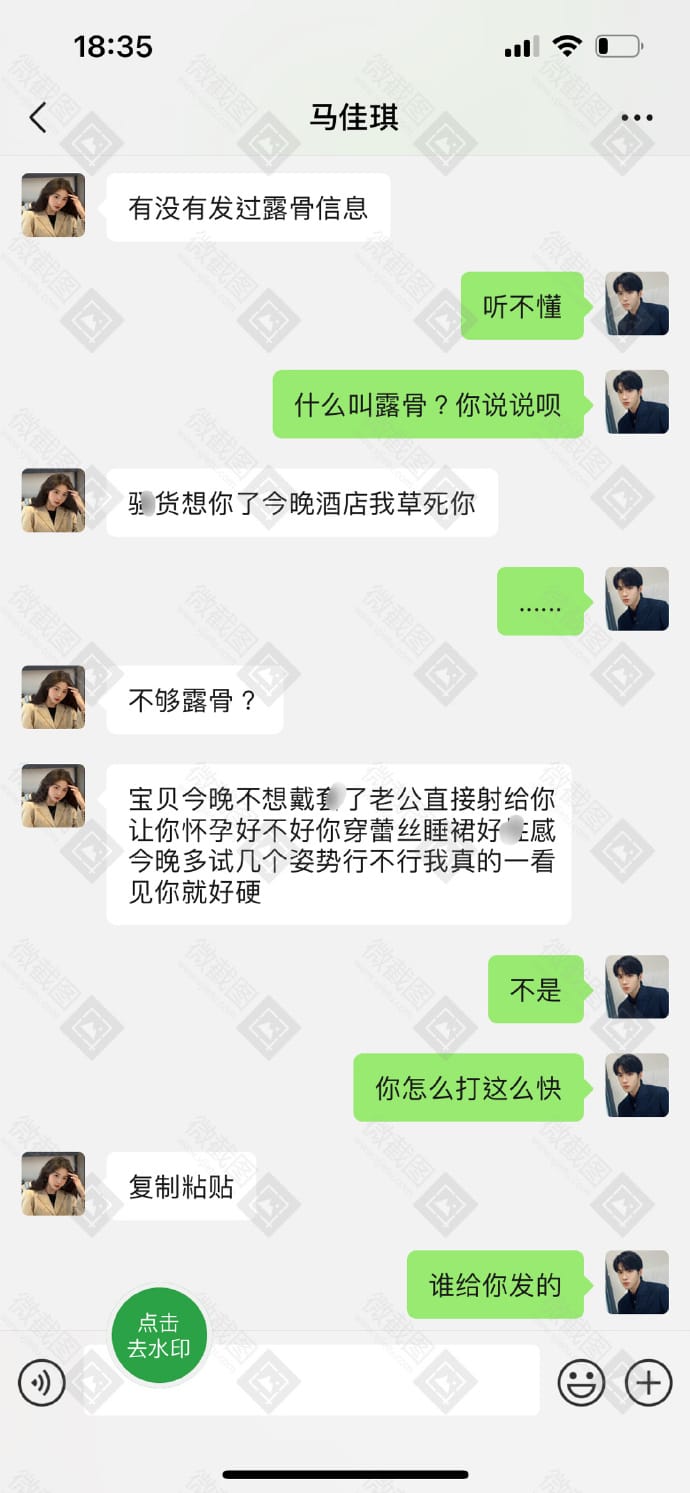 18:35
马佳琪
有没有发过露骨信息
听不懂
什么叫露骨？你说说呗
骚货想你了今晚酒店我草死你
......
不够露骨？
宝贝今晚不想戴套了老公直接射给你
让你怀孕好不好你穿蕾丝睡裙好性感
今晚多试几个姿势行不行我真的一看
见你就好硬
不是
你怎么打这么快
复制粘贴
谁给你发的
点击
去水印
微截图